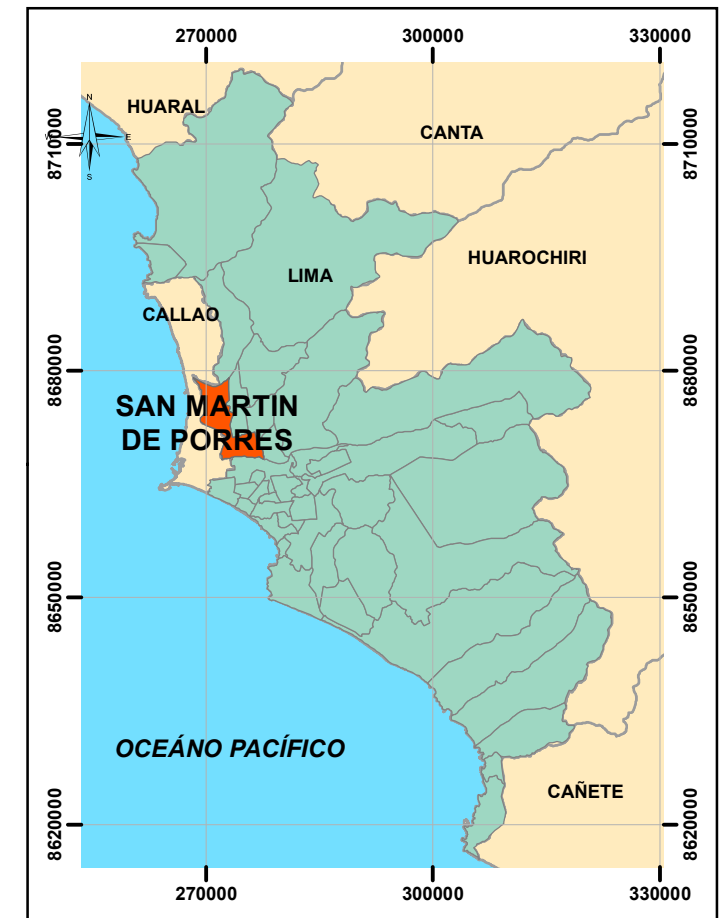 270000
300000
330000
N
W
E
S
HUARAL
CANTA
8710000
8710000
LIMA
HUAROCHIRI
CALLAO
8680000
8680000
SAN MARTIN
DE PORRES
8650000
8650000
OCEÁNO PACÍFICO
CAÑETE
8620000
8620000
270000
300000
330000